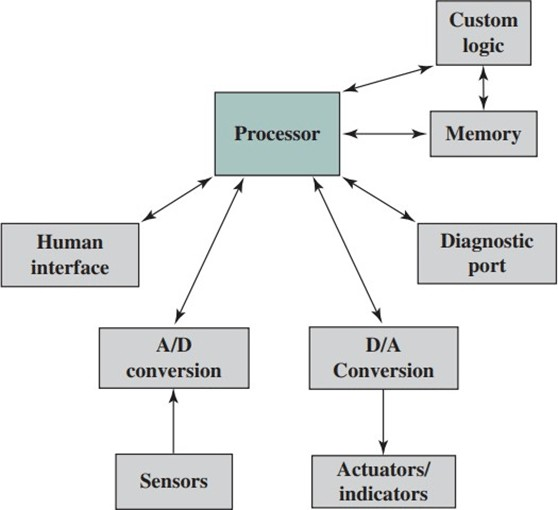 Custom
logic
Processor
Memory
Human
interface
Diagnostic
port
A/D
conversion
D/A
Conversion
Sensors
Actuators/
indicators